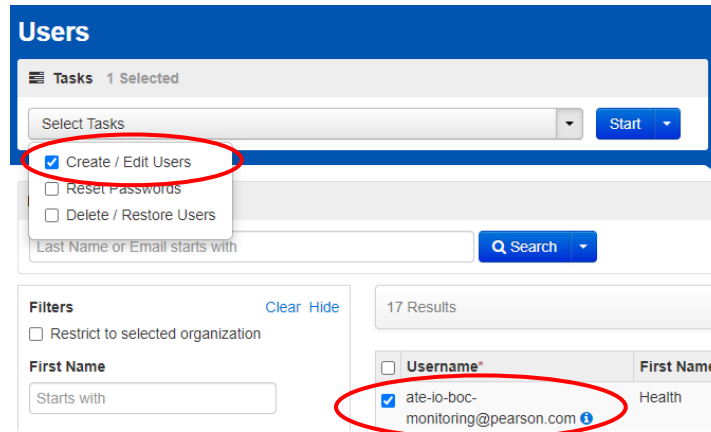 Users
Tasks 1 Selected
Select Tasks
Start
Create / Edit Users
Reset Passwords
Delete / Restore Users
Last Name or Email starts with
Search
Filters Clear Hide
17 Results
Restrict to selected organization
First Name
Username* First Name
Starts with
ate-io-boc- Health
monitoring@pearson.com